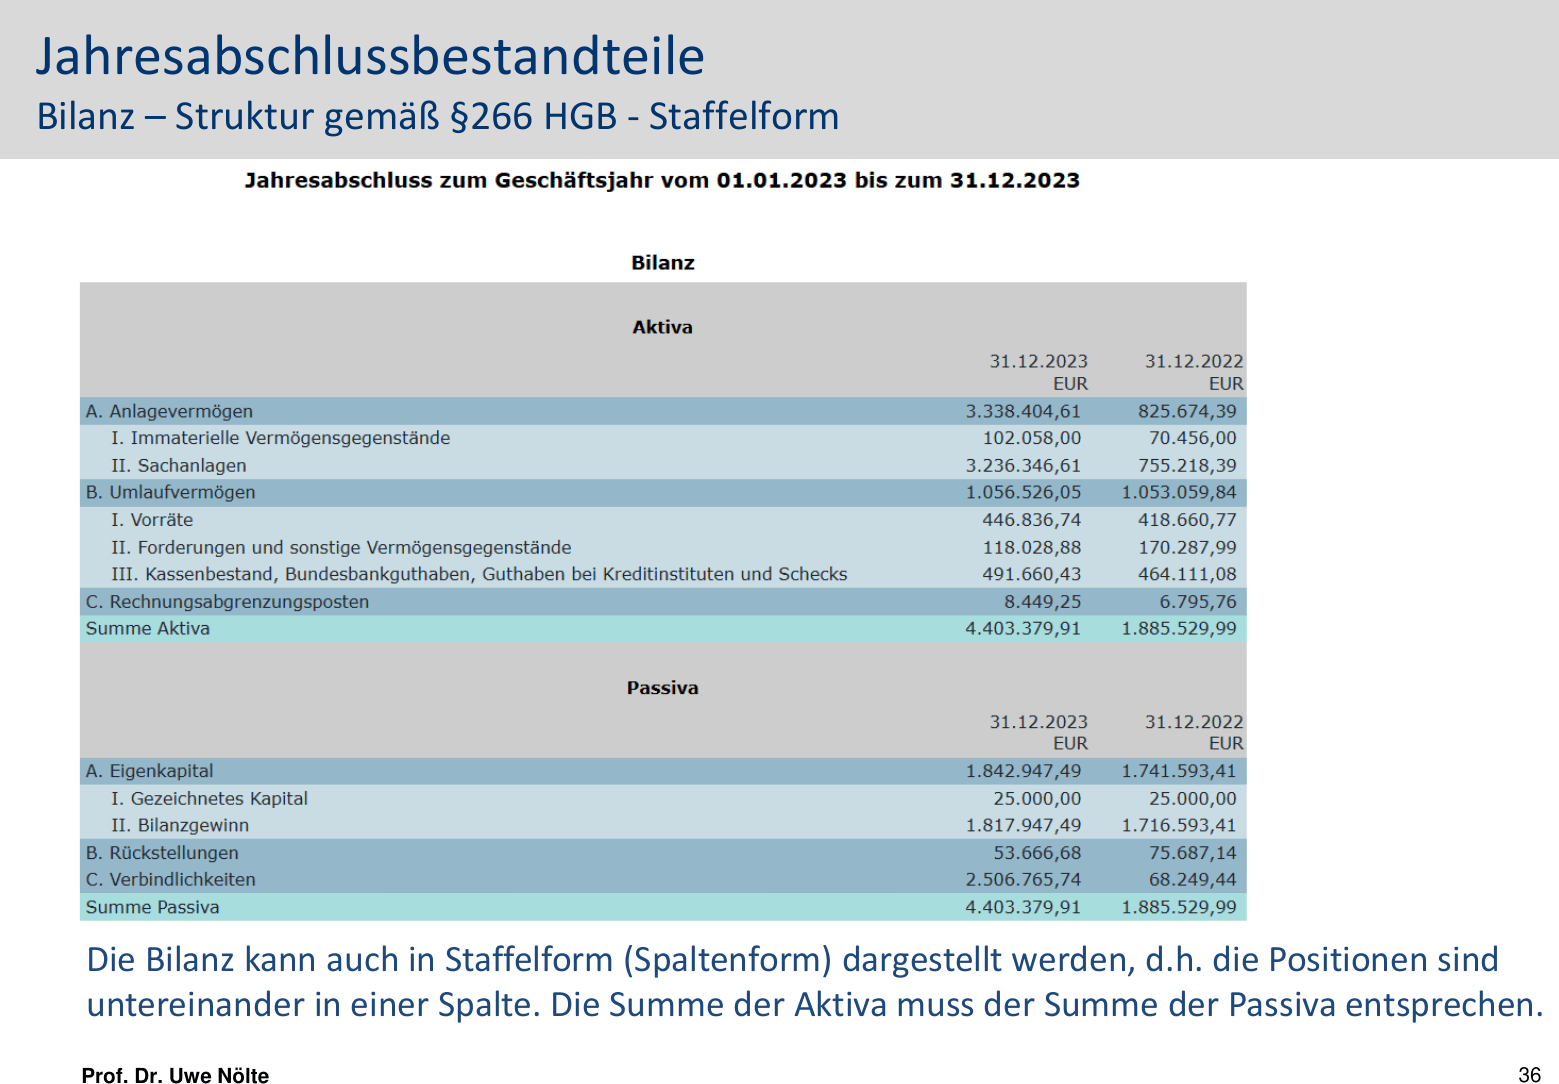 Jahresabschlussbestandteile
Bilanz – Struktur gemäß §266 HGB - Staffelform
Jahresabschluss zum Geschäftsjahr vom 01.01.2023 bis zum 31.12.2023
Bilanz
Aktiva
31.12.2023 31.12.2022
EUR EUR
A. Anlagevermögen 3.338.404,61 825.674,39
I. Immaterielle Vermögensgegenstände 102.058,00 70.456,00
II. Sachanlagen 3.236.346,61 755.218,39
B. Umlaufvermögen 1.056.526,05 1.053.059,84
I. Vorräte 446.836,74 418.660,77
II. Forderungen und sonstige Vermögensgegenstände 118.028,88 170.287,99
III. Kassenbestand, Bundesbankguthaben, Guthaben bei Kreditinstituten und Schecks 491.660,43 464.111,08
C. Rechnungsabgrenzungsposten 8.449,25 6.795,76
Summe Aktiva 4.403.379,91 1.885.529,99
Passiva
31.12.2023 31.12.2022
EUR EUR
A. Eigenkapital 1.842.947,49 1.741.593,41
I. Gezeichnetes Kapital 25.000,00 25.000,00
II. Bilanzgewinn 1.817.947,49 1.716.593,41
B. Rückstellungen 53.666,68 75.687,14
C. Verbindlichkeiten 2.506.765,74 68.249,44
Summe Passiva 4.403.379,91 1.885.529,99
Die Bilanz kann auch in Staffelform (Spaltenform) dargestellt werden, d.h. die Positionen sind
untereinander in einer Spalte. Die Summe der Aktiva muss der Summe der Passiva entsprechen.
Prof. Dr. Uwe Nölte 36